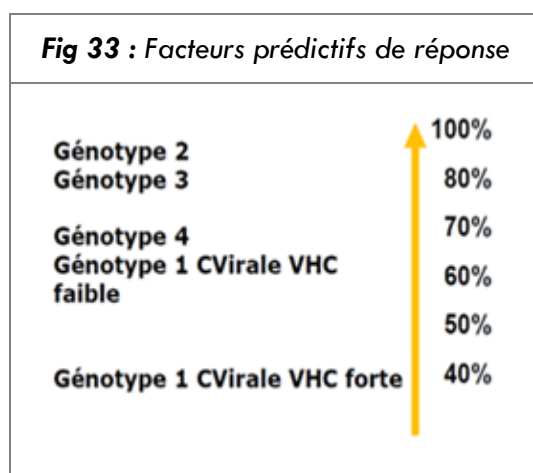 Fig 33 : Facteurs prédictifs de réponse
Génotype 2
Génotype 3
Génotype 4
Génotype 1 CVirale VHC
faible
Génotype 1 CVirale VHC forte
100%
80%
70%
60%
50%
40%